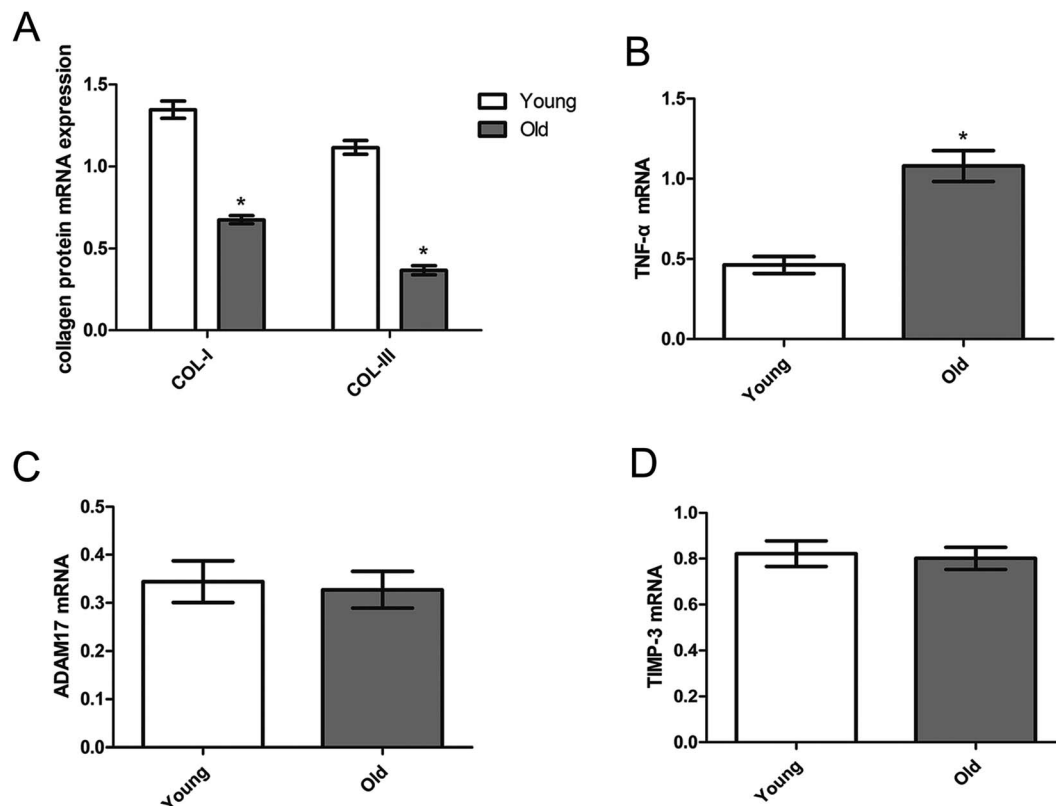 A
collagen protein mRNA expression
1.5
1.0
0.5
0.0
*
*
COL-I
COL-III
Young
Old
B
TNF-α mRNA
1.5
1.0
0.5
0.0
*
Young
Old
C
ADAM17 mRNA
0.5
0.4
0.3
0.2
0.1
0.0
Young
Old
D
TIMP-3 mRNA
1.0
0.8
0.6
0.4
0.2
0.0
Young
Old